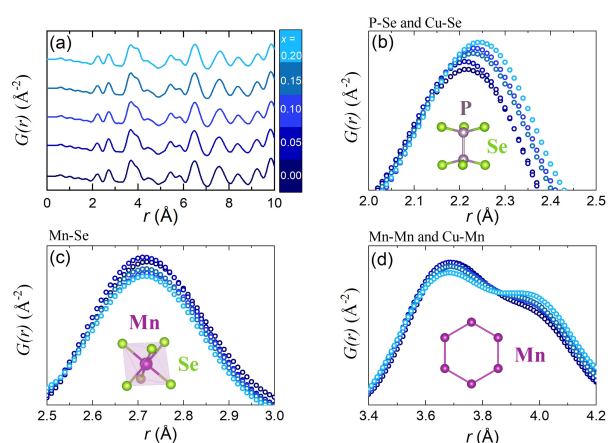 P-Se and Cu-Se
(a)
x =
0.20
0.15
0.10
0.05
0.00
G(r) (Å⁻²)
0 2 4 6 8 10
r (Å)
(b)
P
Se
G(r) (Å⁻²)
2.0 2.1 2.2 2.3 2.4 2.5
r (Å)
Mn-Se
(c)
Mn
Se
G(r) (Å⁻²)
2.5 2.6 2.7 2.8 2.9 3.0
r (Å)
Mn-Mn and Cu-Mn
(d)
Mn
G(r) (Å⁻²)
3.4 3.6 3.8 4.0 4.2
r (Å)